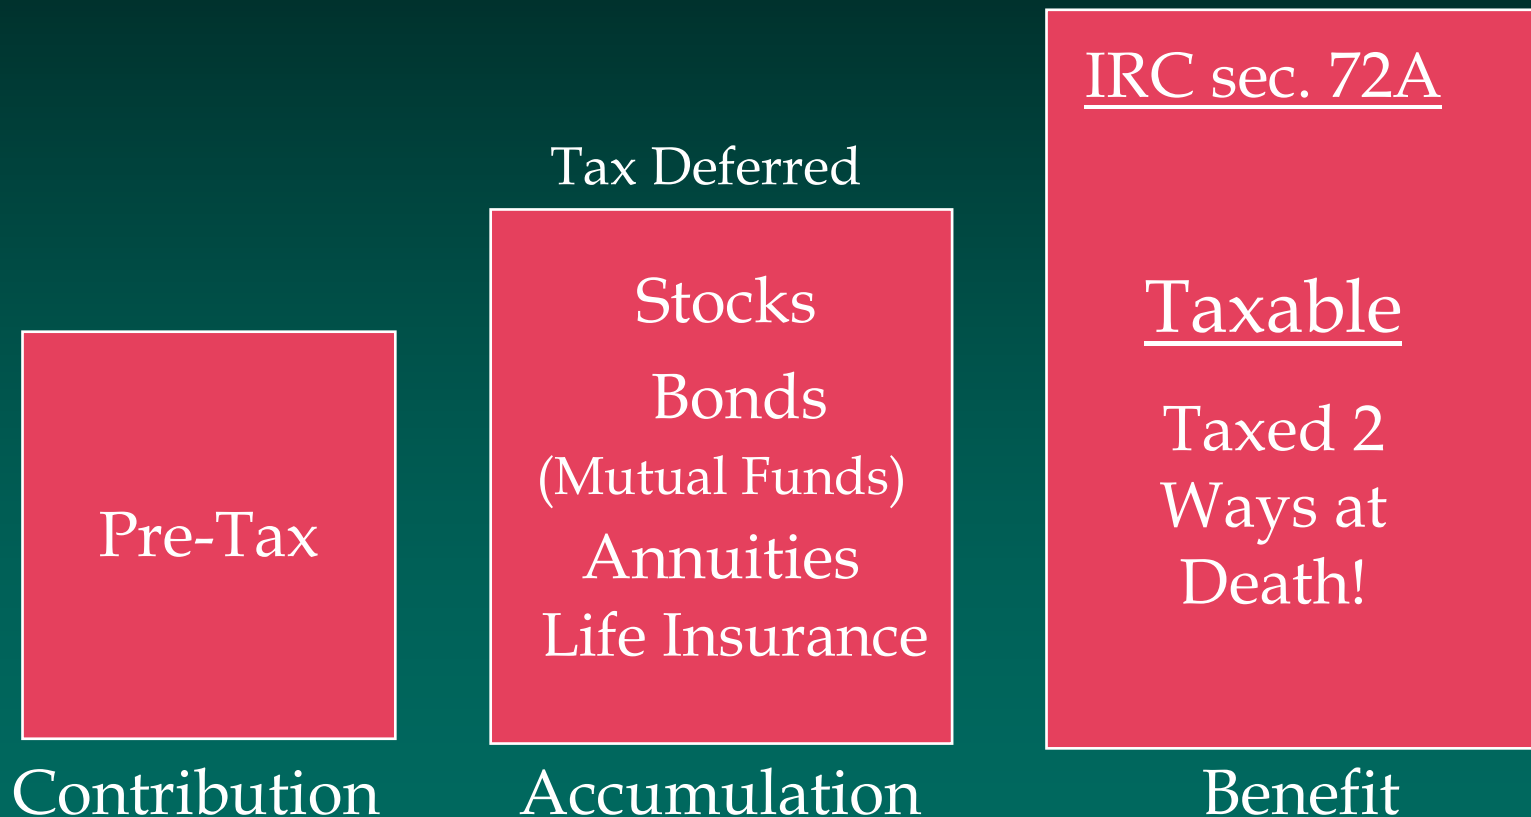 Pre-Tax
Contribution
Tax Deferred
Stocks
Bonds
(Mutual Funds)
Annuities
Life Insurance
Accumulation
IRC sec. 72A
Taxable
Taxed 2
Ways at
Death!
Benefit